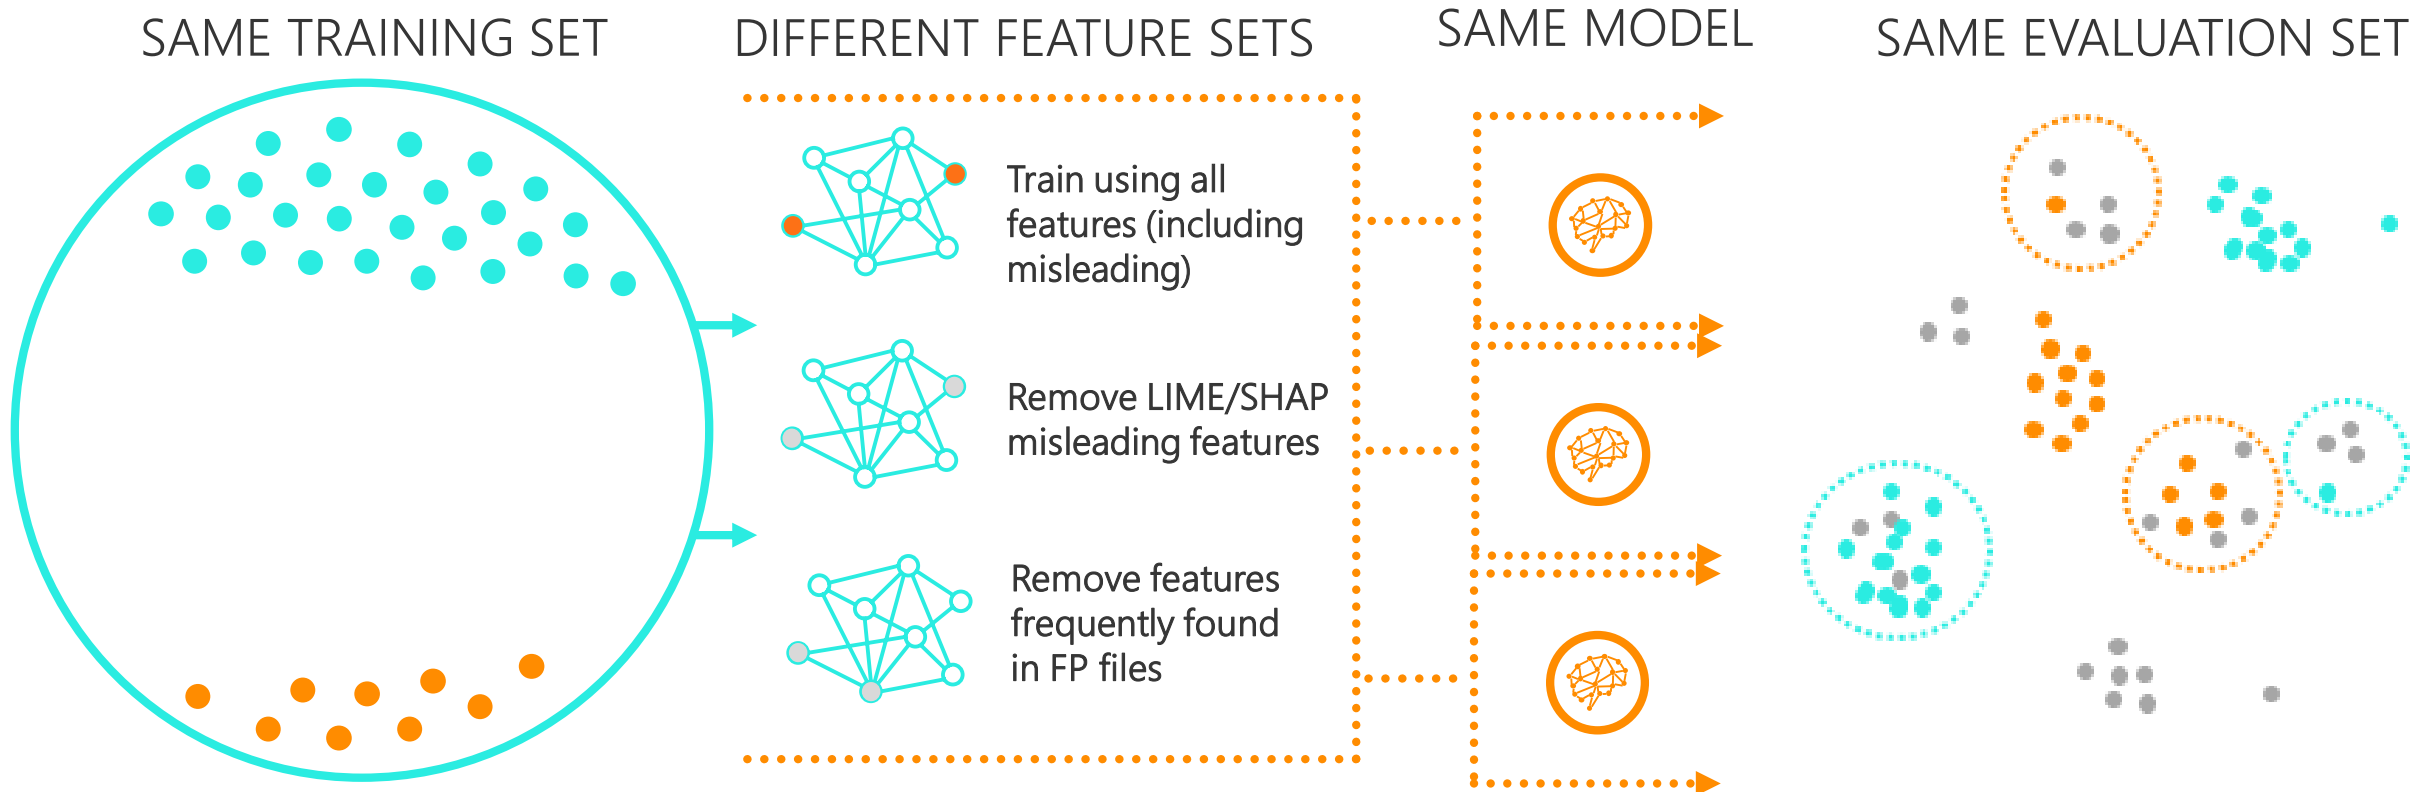 SAME TRAINING SET
DIFFERENT FEATURE SETS
SAME MODEL
SAME EVALUATION SET
Train using all
features (including
misleading)
Remove LIME/SHAP
misleading features
Remove features
frequently found
in FP files